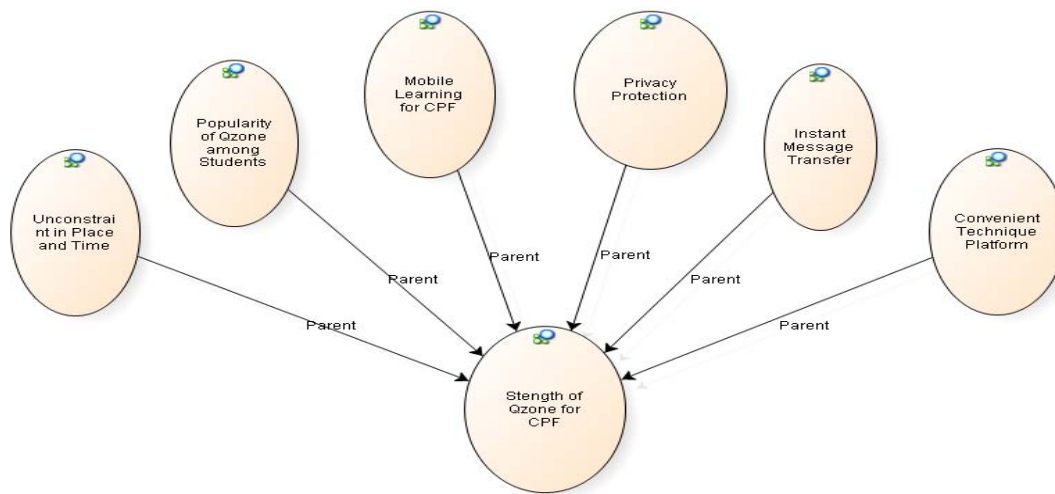 Unconstrai
nt in Place
and Time
Popularity
of Qzone
among
Students
Mobile
Learning
for CPF
Privacy
Protection
Instant
Message
Transfer
Convenient
Technique
Platform
Parent
Parent
Parent
Parent
Parent
Parent
Stength of
Qzone for
CPF